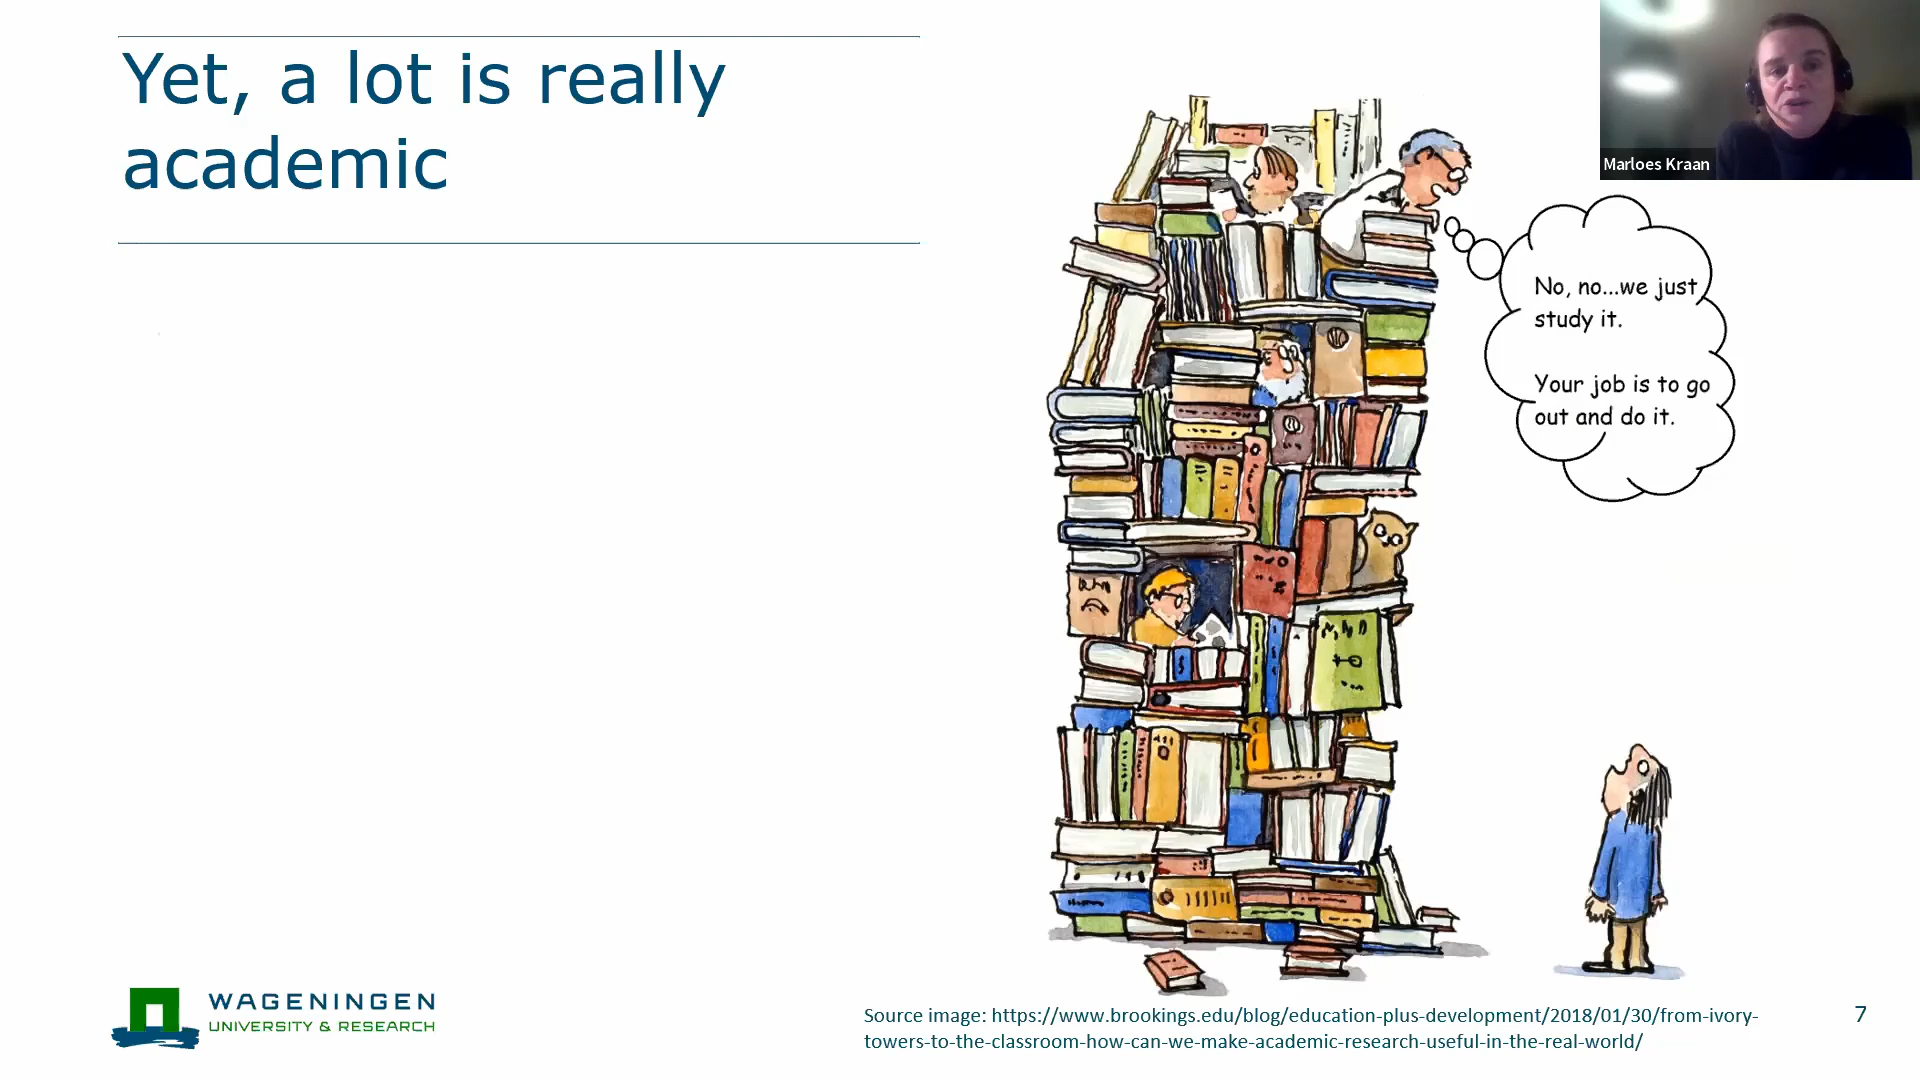 Yet, a lot is really
academic
Marloes Kraan
No, no...we just
study it.
Your job is to go
out and do it.
WAGENINGEN
UNIVERSITY & RESEARCH
Source image: https://www.brookings.edu/blog/education-plus-development/2018/01/30/from-ivory-
towers-to-the-classroom-how-can-we-make-academic-research-useful-in-the-real-world/
7